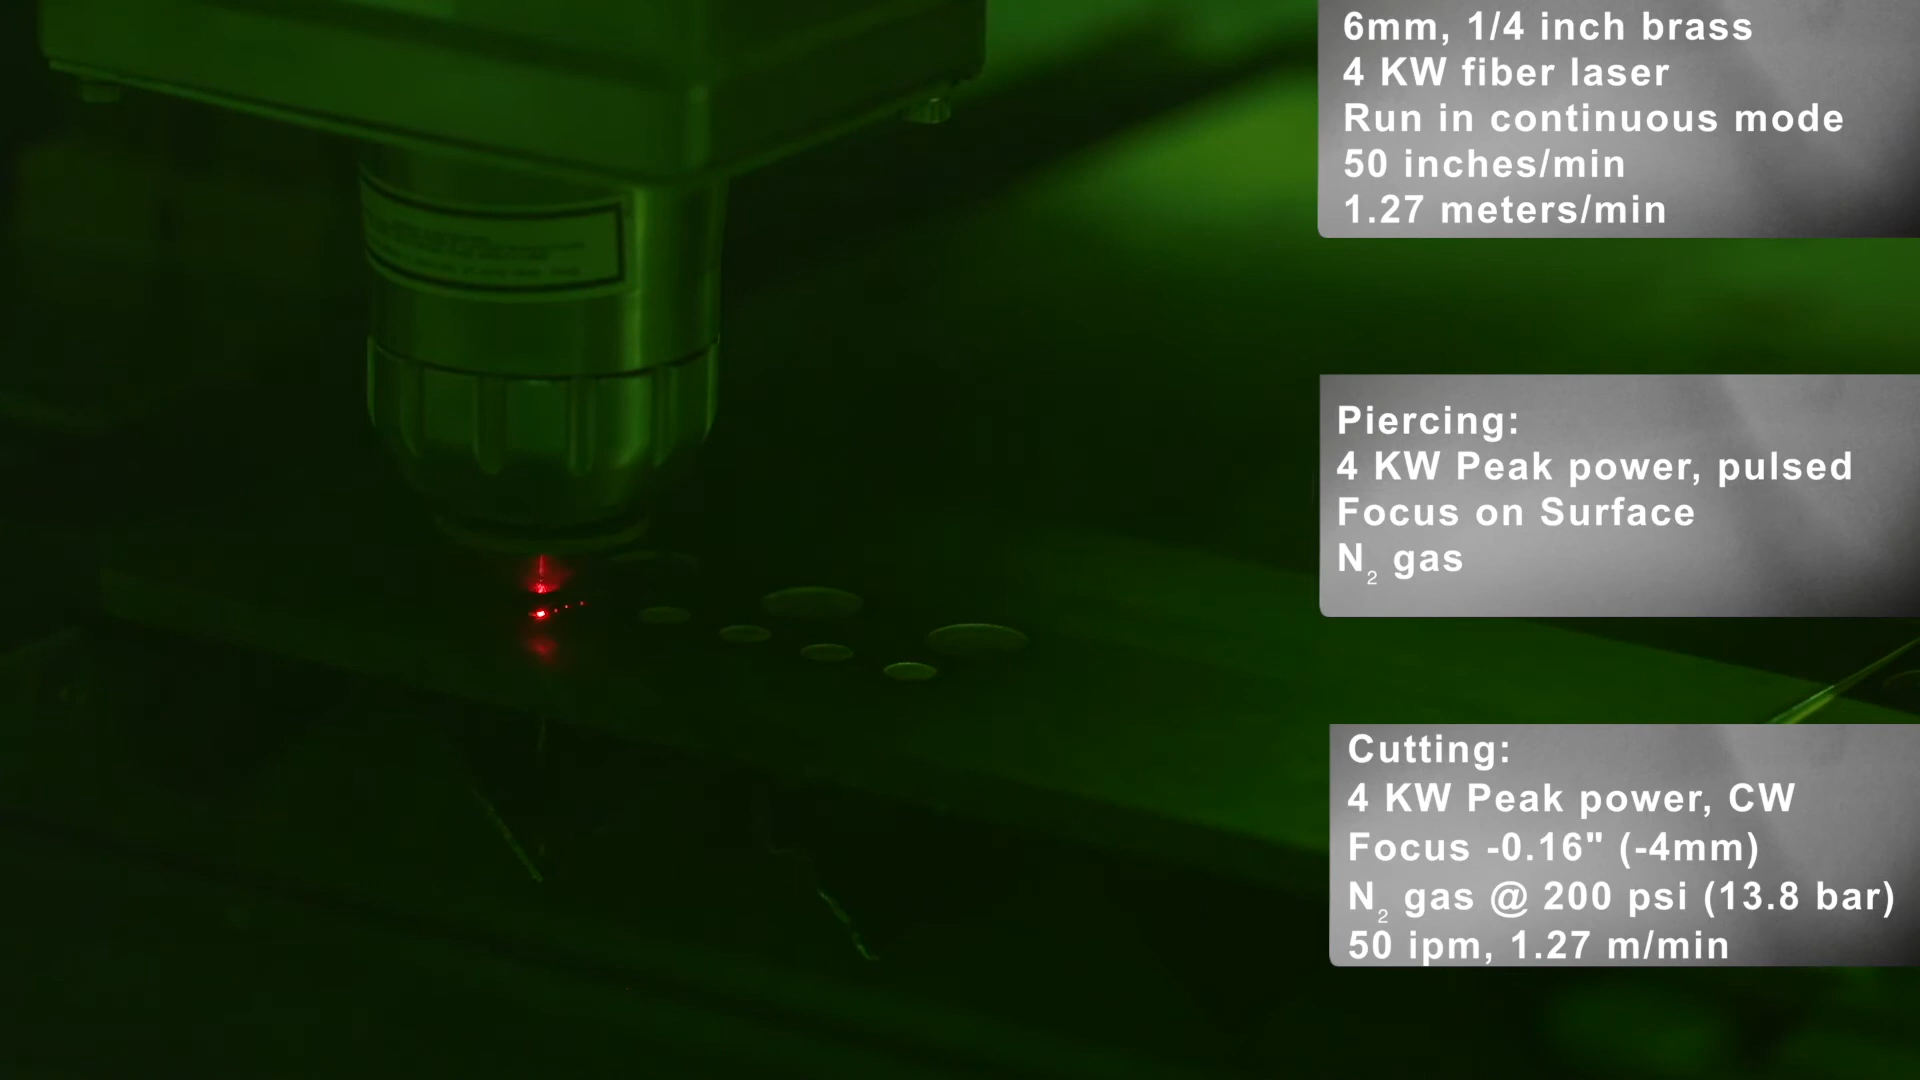 6mm, 1/4 inch brass
4 KW fiber laser
Run in continuous mode
50 inches/min
1.27 meters/min
Piercing:
4 KW Peak power, pulsed
Focus on Surface
N₂ gas
Cutting:
4 KW Peak power, CW
Focus -0.16" (-4mm)
N₂ gas @ 200 psi (13.8 bar)
50 ipm, 1.27 m/min